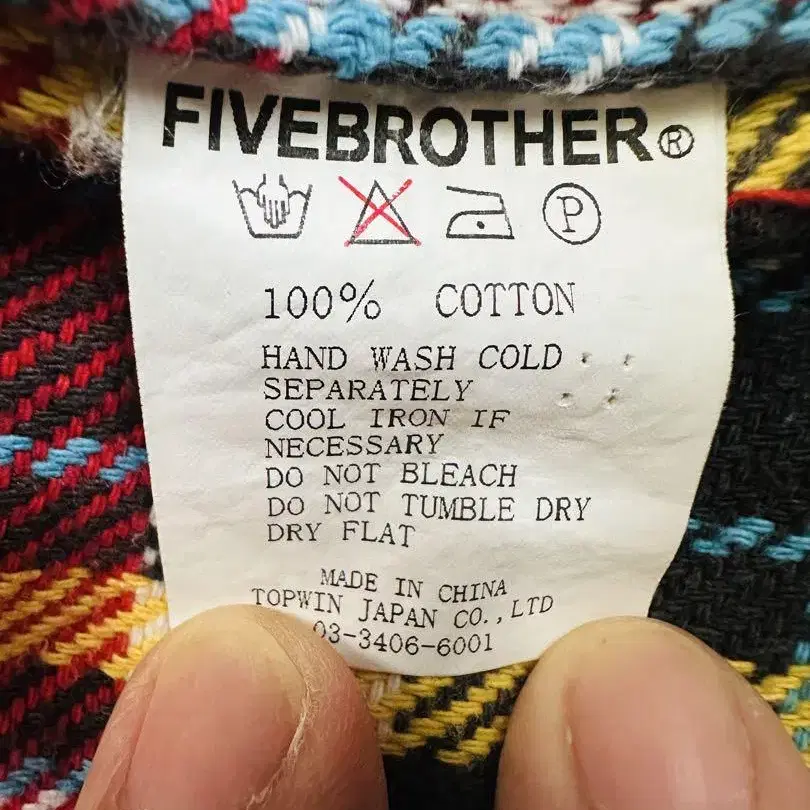 FIVEBROTHER®
P
100% COTTON
HAND WASH COLD
SEPARATELY
COOL IRON IF
NECESSARY
DO NOT BLEACH
DO NOT TUMBLE DRY
DRY FLAT
MADE IN CHINA
TOPWIN JAPAN CO.,LTD
03-3406-6001